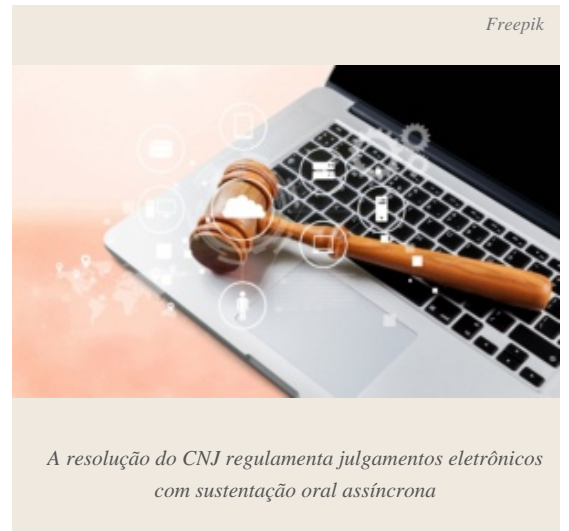 Freepik
A resolução do CNJ regulamenta julgamentos eletrônicos
com sustentação oral assíncrona